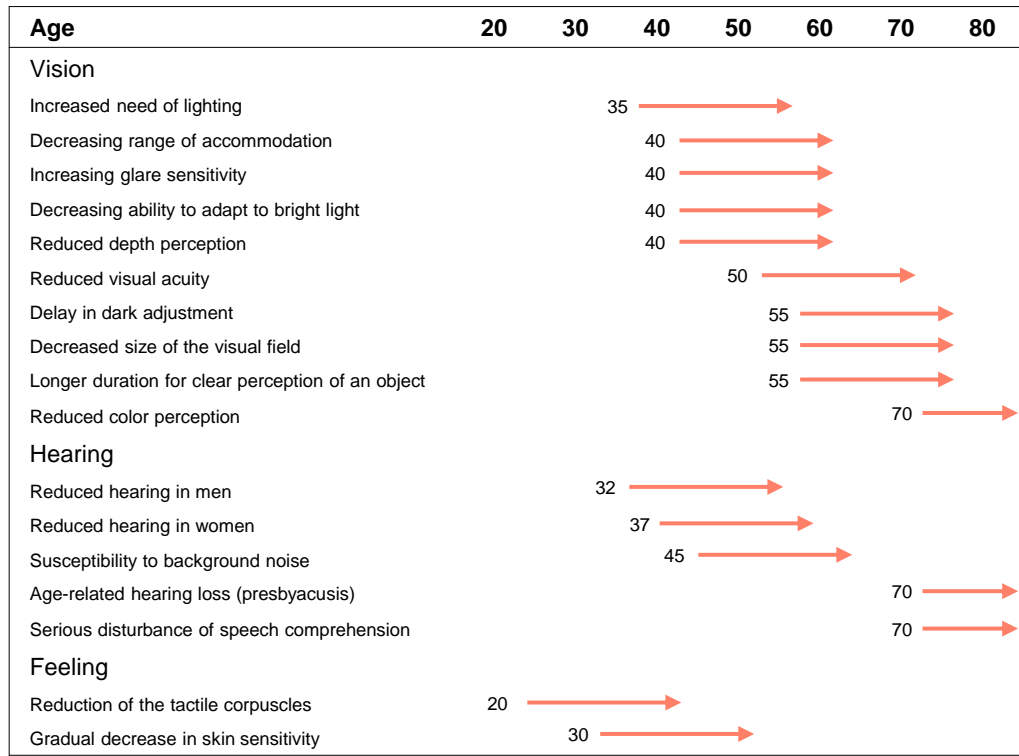 Age 20 30 40 50 60 70 80
Vision
Increased need of lighting 35
Decreasing range of accommodation 40
Increasing glare sensitivity 40
Decreasing ability to adapt to bright light 40
Reduced depth perception 40
Reduced visual acuity 50
Delay in dark adjustment 55
Decreased size of the visual field 55
Longer duration for clear perception of an object 55
Reduced color perception 70
Hearing
Reduced hearing in men 32
Reduced hearing in women 37
Susceptibility to background noise 45
Age-related hearing loss (presbyacusis) 70
Serious disturbance of speech comprehension 70
Feeling
Reduction of the tactile corpuscles 20
Gradual decrease in skin sensitivity 30